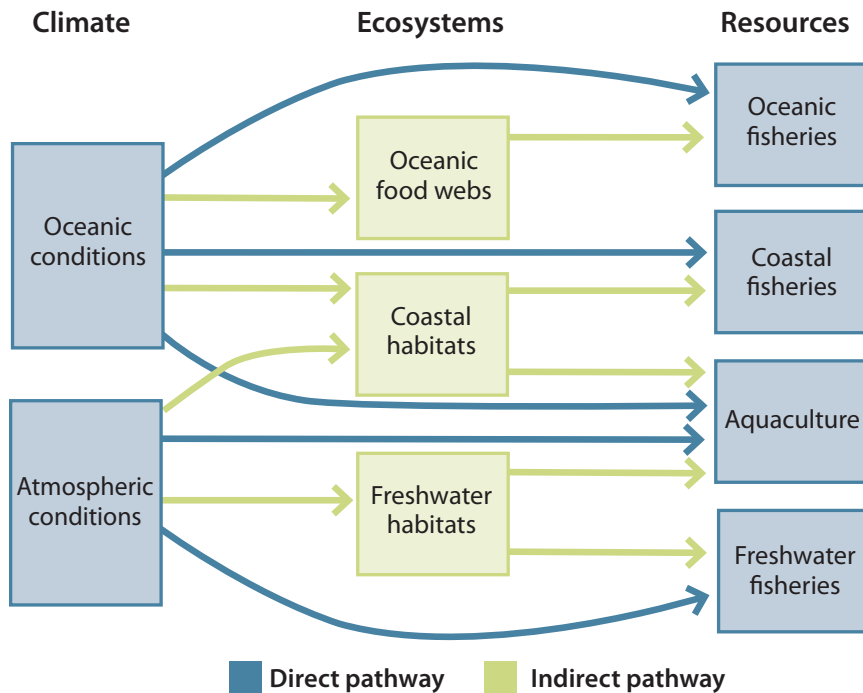 Climate
Ecosystems
Resources
Oceanic
fisheries
Oceanic
food webs
Oceanic
conditions
Coastal
fisheries
Coastal
habitats
Aquaculture
Atmospheric
conditions
Freshwater
habitats
Freshwater
fisheries
Direct pathway
Indirect pathway